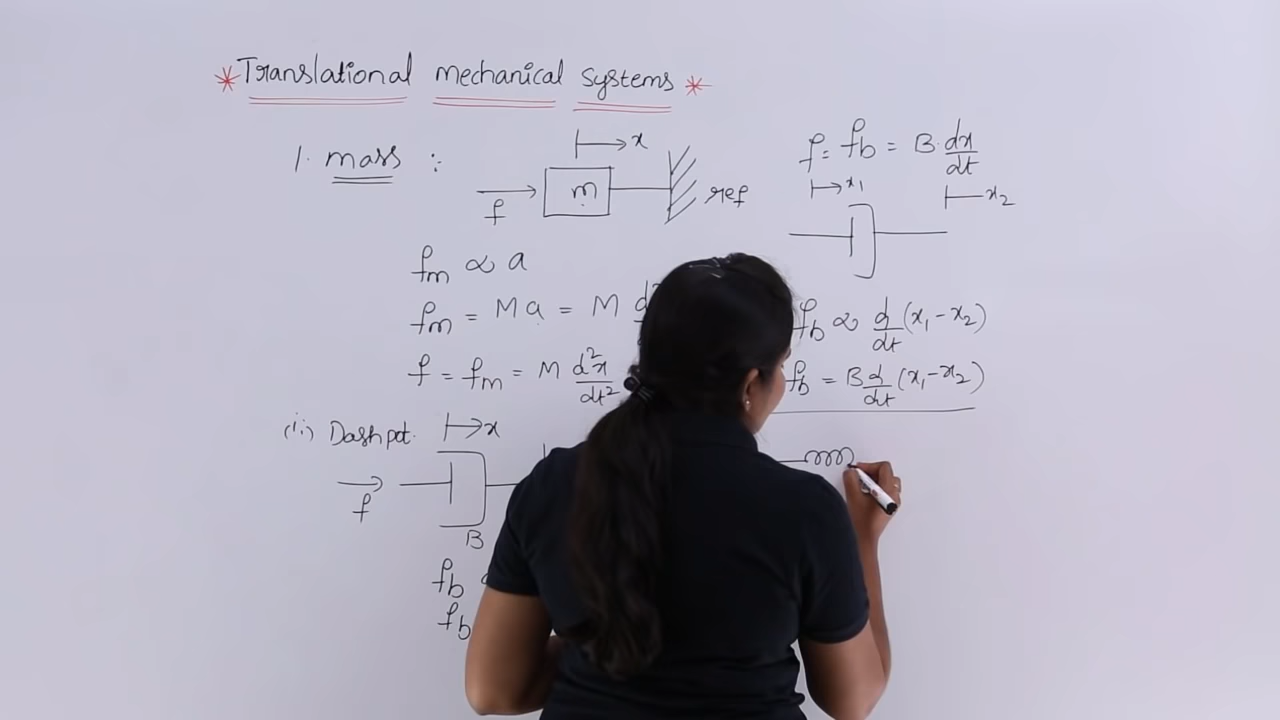 * Translational mechanical systems *
1. mass :
x
m
f
ref
fm ∝ a
fm = Ma = M
f = fm = M d²x/dt²
(ii) Dashpot.
x
f
B
fb
fb
f = fb = B·dx/dt
x₁
x₂
fb ∝ d/dt (x₁ - x₂)
fb = B d/dt (x₁ - x₂)